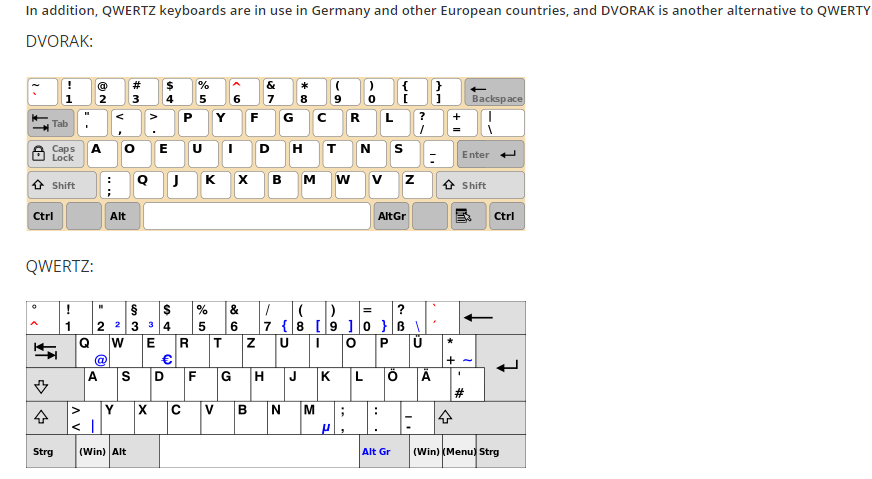 In addition, QWERTZ keyboards are in use in Germany and other European countries, and DVORAK is another alternative to QWERTY
DVORAK:
~ ! @ # $ % ^ & * ( ) { }
` 1 2 3 4 5 6 7 8 9 0 [ ] Backspace
Tab " < > P Y F G C R L ? + |
' , . / = \
Caps Lock A O E U I D H T N S _ Enter
-
Shift : Q J K X B M W V Z Shift
;
Ctrl Alt AltGr Ctrl
QWERTZ:
° ! " § $ % & / ( ) = ? `
^ 1 2 ² 3 ³ 4 5 6 7 { 8 [ 9 ] 0 } ß \ ´
Q W E R T Z U I O P Ü *
@ € + ~
A S D F G H J K L Ö Ä '
#
> Y X C V B N M ; : _
< | µ , . -
Strg (Win) Alt Alt Gr (Win) (Menu) Strg